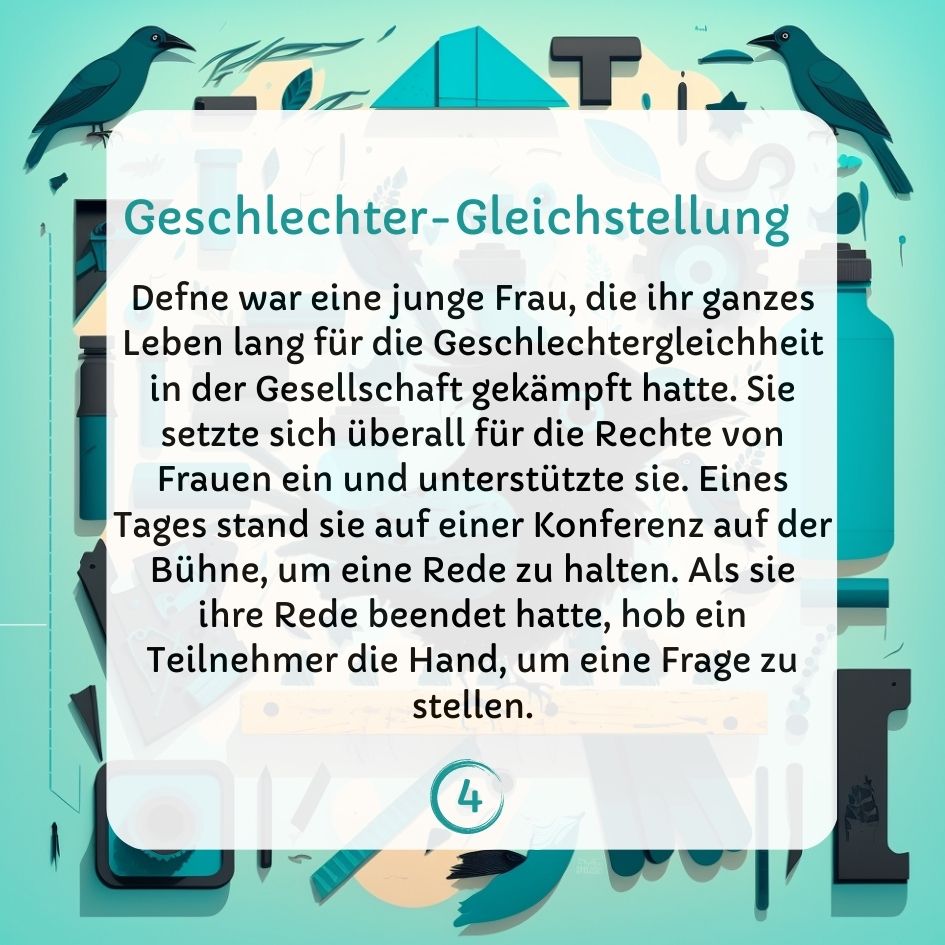 Geschlechter-Gleichstellung
Defne war eine junge Frau, die ihr ganzes
Leben lang für die Geschlechtergleichheit
in der Gesellschaft gekämpft hatte. Sie
setzte sich überall für die Rechte von
Frauen ein und unterstützte sie. Eines
Tages stand sie auf einer Konferenz auf der
Bühne, um eine Rede zu halten. Als sie
ihre Rede beendet hatte, hob ein
Teilnehmer die Hand, um eine Frage zu
stellen.
4